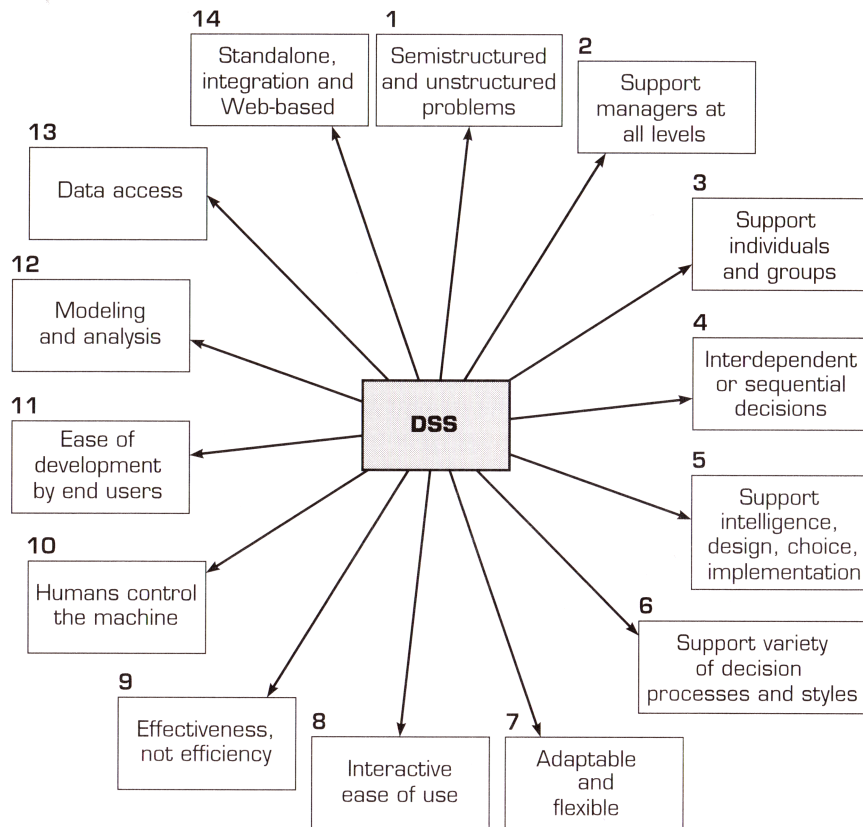 14
Standalone,
integration and
Web-based
1
Semistructured
and unstructured
problems
2
Support
managers at
all levels
3
Support
individuals
and groups
4
Interdependent
or sequential
decisions
5
Support
intelligence,
design, choice,
implementation
6
Support variety
of decision
processes and styles
7
Adaptable
and
flexible
8
Interactive
ease of use
9
Effectiveness,
not efficiency
10
Humans control
the machine
11
Ease of
development
by end users
12
Modeling
and analysis
13
Data access
DSS